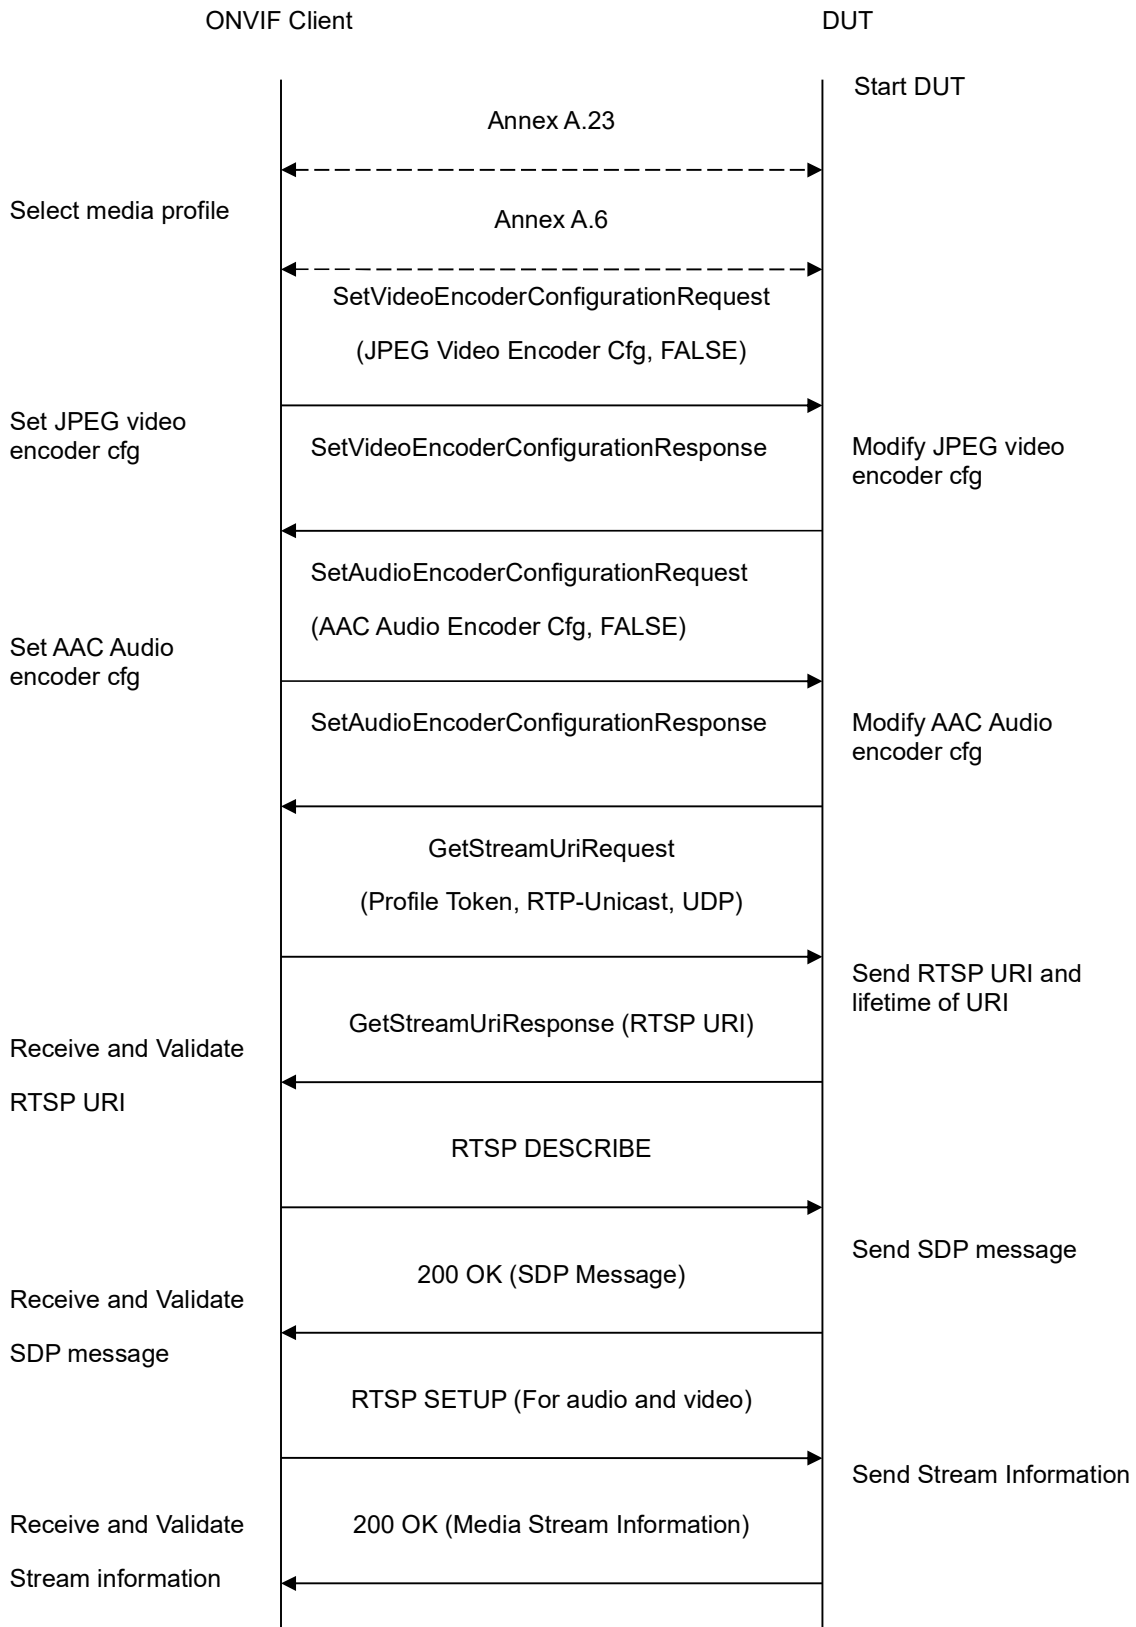 ONVIF Client
DUT
Start DUT
Annex A.23
Select media profile
Annex A.6
SetVideoEncoderConfigurationRequest
(JPEG Video Encoder Cfg, FALSE)
Set JPEG video
encoder cfg
SetVideoEncoderConfigurationResponse
Modify JPEG video
encoder cfg
SetAudioEncoderConfigurationRequest
(AAC Audio Encoder Cfg, FALSE)
Set AAC Audio
encoder cfg
SetAudioEncoderConfigurationResponse
Modify AAC Audio
encoder cfg
GetStreamUriRequest
(Profile Token, RTP-Unicast, UDP)
Send RTSP URI and
lifetime of URI
GetStreamUriResponse (RTSP URI)
Receive and Validate
RTSP URI
RTSP DESCRIBE
Send SDP message
200 OK (SDP Message)
Receive and Validate
SDP message
RTSP SETUP (For audio and video)
Send Stream Information
200 OK (Media Stream Information)
Receive and Validate
Stream information